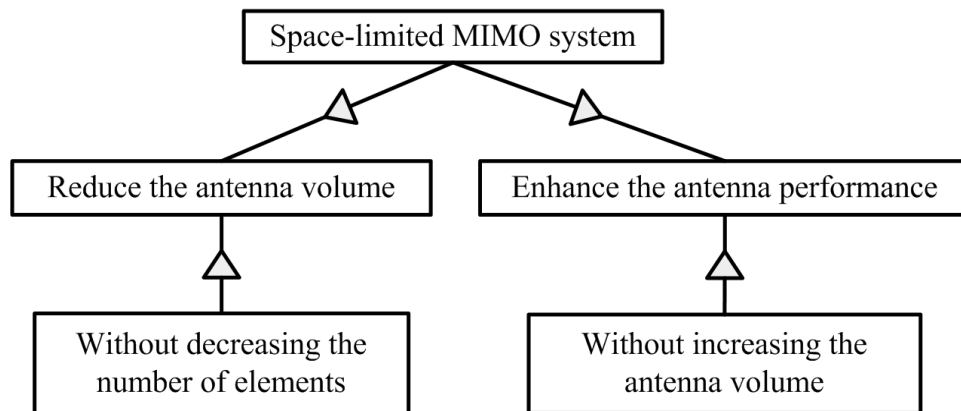 Space-limited MIMO system
Reduce the antenna volume
Enhance the antenna performance
Without decreasing the
number of elements
Without increasing the
antenna volume